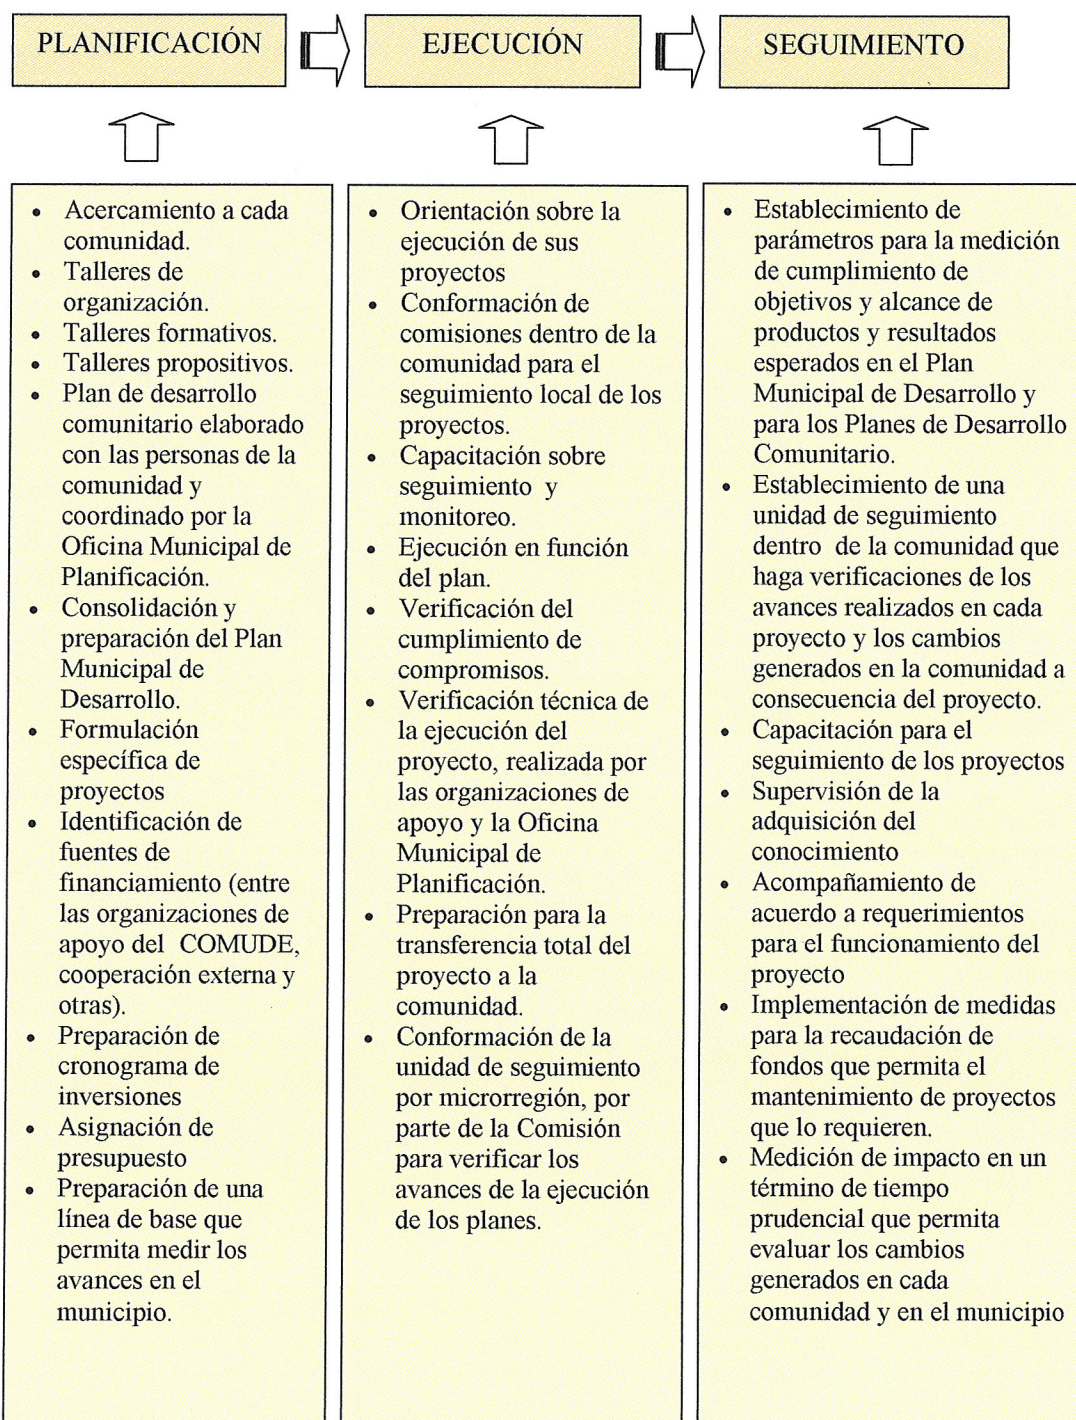 PLANIFICACIÓN
EJECUCIÓN
SEGUIMIENTO
• Acercamiento a cada
comunidad.
• Talleres de
organización.
• Talleres formativos.
• Talleres propositivos.
• Plan de desarrollo
comunitario elaborado
con las personas de la
comunidad y
coordinado por la
Oficina Municipal de
Planificación.
• Consolidación y
preparación del Plan
Municipal de
Desarrollo.
• Formulación
específica de
proyectos
• Identificación de
fuentes de
financiamiento (entre
las organizaciones de
apoyo del COMUDE,
cooperación externa y
otras).
• Preparación de
cronograma de
inversiones
• Asignación de
presupuesto
• Preparación de una
línea de base que
permita medir los
avances en el
municipio.
• Orientación sobre la
ejecución de sus
proyectos
• Conformación de
comisiones dentro de la
comunidad para el
seguimiento local de los
proyectos.
• Capacitación sobre
seguimiento y
monitoreo.
• Ejecución en función
del plan.
• Verificación del
cumplimiento de
compromisos.
• Verificación técnica de
la ejecución del
proyecto, realizada por
las organizaciones de
apoyo y la Oficina
Municipal de
Planificación.
• Preparación para la
transferencia total del
proyecto a la
comunidad.
• Conformación de la
unidad de seguimiento
por microrregión, por
parte de la Comisión
para verificar los
avances de la ejecución
de los planes.
• Establecimiento de
parámetros para la medición
de cumplimiento de
objetivos y alcance de
productos y resultados
esperados en el Plan
Municipal de Desarrollo y
para los Planes de Desarrollo
Comunitario.
• Establecimiento de una
unidad de seguimiento
dentro de la comunidad que
haga verificaciones de los
avances realizados en cada
proyecto y los cambios
generados en la comunidad a
consecuencia del proyecto.
• Capacitación para el
seguimiento de los proyectos
• Supervisión de la
adquisición del
conocimiento
• Acompañamiento de
acuerdo a requerimientos
para el funcionamiento del
proyecto
• Implementación de medidas
para la recaudación de
fondos que permita el
mantenimiento de proyectos
que lo requieren.
• Medición de impacto en un
término de tiempo
prudencial que permita
evaluar los cambios
generados en cada
comunidad y en el municipio